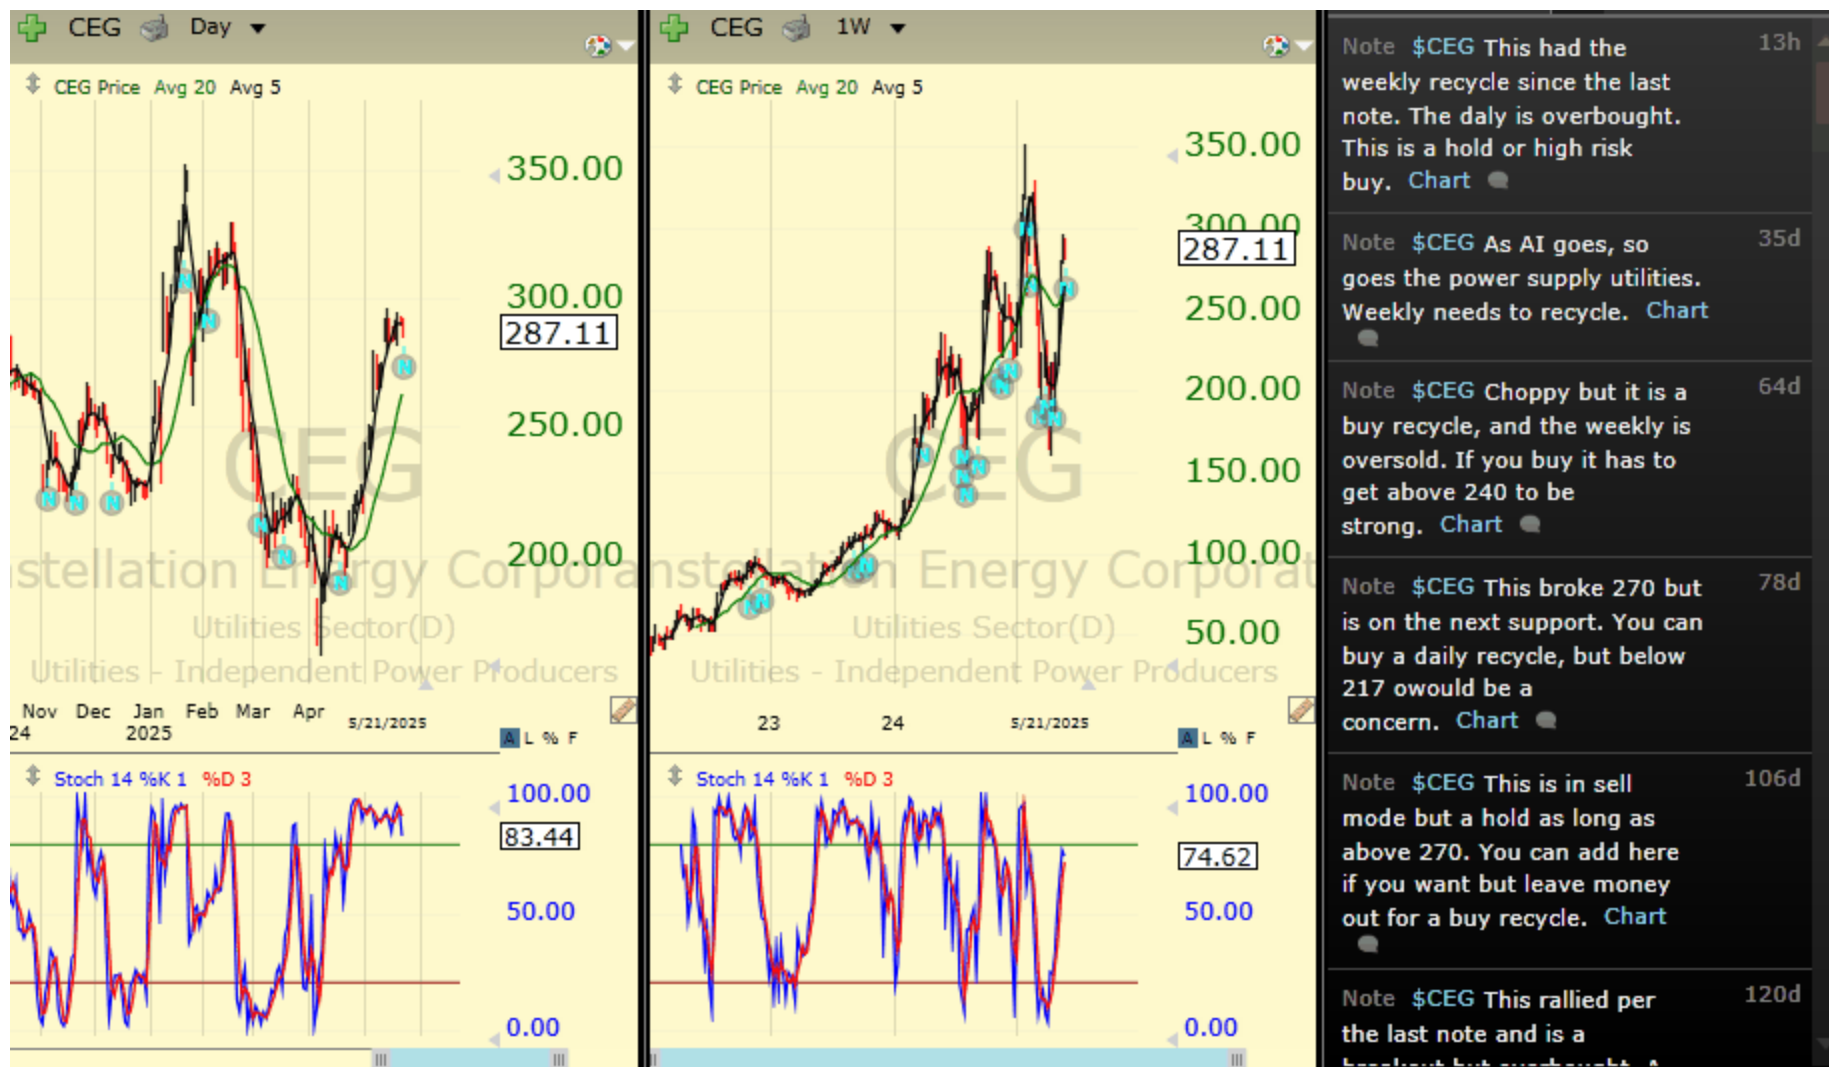 CEG Day
CEG Price Avg 20 Avg 5
350.00
300.00
287.11
250.00
200.00
CEG
stellation Energy Corpora
Utilities Sector(D)
Utilities - Independent Power Producers
N
N
N
N
N
N
N
N
N
Nov Dec Jan Feb Mar Apr 5/21/2025
24 2025
A L % F
Stoch 14 %K 1 %D 3
100.00
83.44
50.00
0.00
CEG 1W
CEG Price Avg 20 Avg 5
350.00
300.00
287.11
250.00
200.00
150.00
100.00
50.00
CEG
nstellation Energy Corporat
Utilities Sector(D)
Utilities - Independent Power Producers
23 24 5/21/2025
A L % F
Stoch 14 %K 1 %D 3
100.00
74.62
50.00
0.00
Note $CEG This had the 13h
weekly recycle since the last
note. The daly is overbought.
This is a hold or high risk
buy. Chart
Note $CEG As AI goes, so 35d
goes the power supply utilities.
Weekly needs to recycle. Chart
Note $CEG Choppy but it is a 64d
buy recycle, and the weekly is
oversold. If you buy it has to
get above 240 to be
strong. Chart
Note $CEG This broke 270 but 78d
is on the next support. You can
buy a daily recycle, but below
217 owould be a
concern. Chart
Note $CEG This is in sell 106d
mode but a hold as long as
above 270. You can add here
if you want but leave money
out for a buy recycle. Chart
Note $CEG This rallied per 120d
the last note and is a
breakout but overbought. A